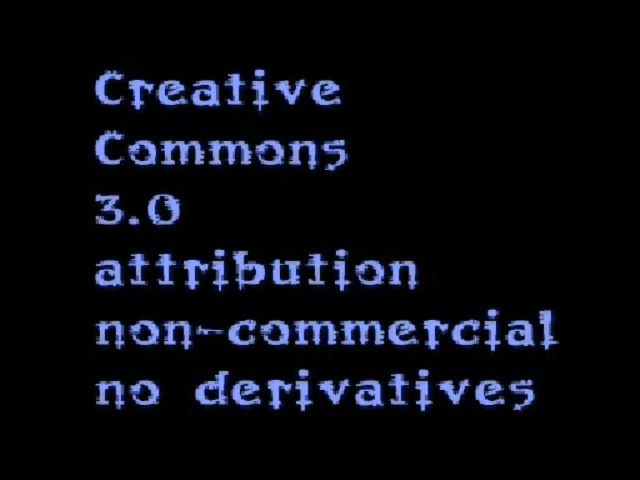 Creative
Commons
3.0
attribution
non-commercial
no derivatives